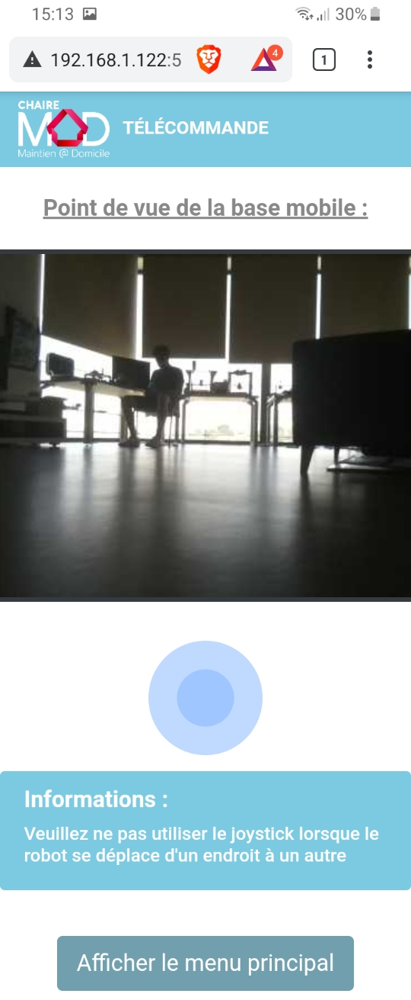 15:13
30%
192.168.1.122:5
4
1
CHAIRE
MAD
Maintien @ Domicile
TÉLÉCOMMANDE
Point de vue de la base mobile :
Informations :
Veuillez ne pas utiliser le joystick lorsque le
robot se déplace d'un endroit à un autre
Afficher le menu principal